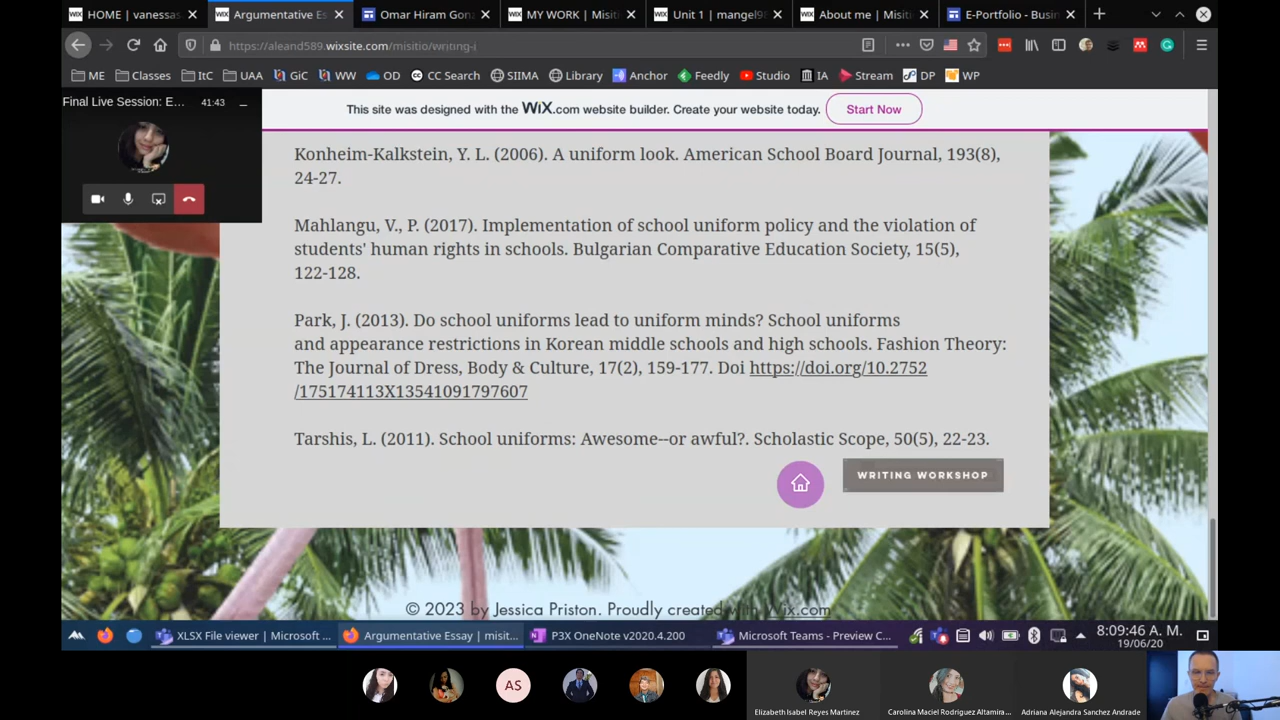 HOME | vanessas
Argumentative Es
Omar Hiram Gonz
MY WORK | Misiti
Unit 1 | mangel98
About me | Misiti
E-Portfolio - Busin
https://aleand589.wixsite.com/misitio/writing-i
ME
Classes
ItC
UAA
GiC
WW
OD
CC Search
SIIMA
Library
Anchor
Feedly
Studio
IA
Stream
DP
WP
Final Live Session: E...
41:43
This site was designed with the WiX.com website builder. Create your website today.
Start Now
Konheim-Kalkstein, Y. L. (2006). A uniform look. American School Board Journal, 193(8),
24-27.
Mahlangu, V., P. (2017). Implementation of school uniform policy and the violation of
students' human rights in schools. Bulgarian Comparative Education Society, 15(5),
122-128.
Park, J. (2013). Do school uniforms lead to uniform minds? School uniforms
and appearance restrictions in Korean middle schools and high schools. Fashion Theory:
The Journal of Dress, Body & Culture, 17(2), 159-177. Doi https://doi.org/10.2752
/175174113X13541091797607
Tarshis, L. (2011). School uniforms: Awesome--or awful?. Scholastic Scope, 50(5), 22-23.
WRITING WORKSHOP
© 2023 by Jessica Priston. Proudly created with Wix.com
XLSX File viewer | Microsoft ...
Argumentative Essay | misit...
P3X OneNote v2020.4.200
Microsoft Teams - Preview C...
8:09:46 A. M.
19/06/20
AS
Elizabeth Isabel Reyes Martinez
Carolina Maciel Rodriguez Altamira...
Adriana Alejandra Sanchez Andrade